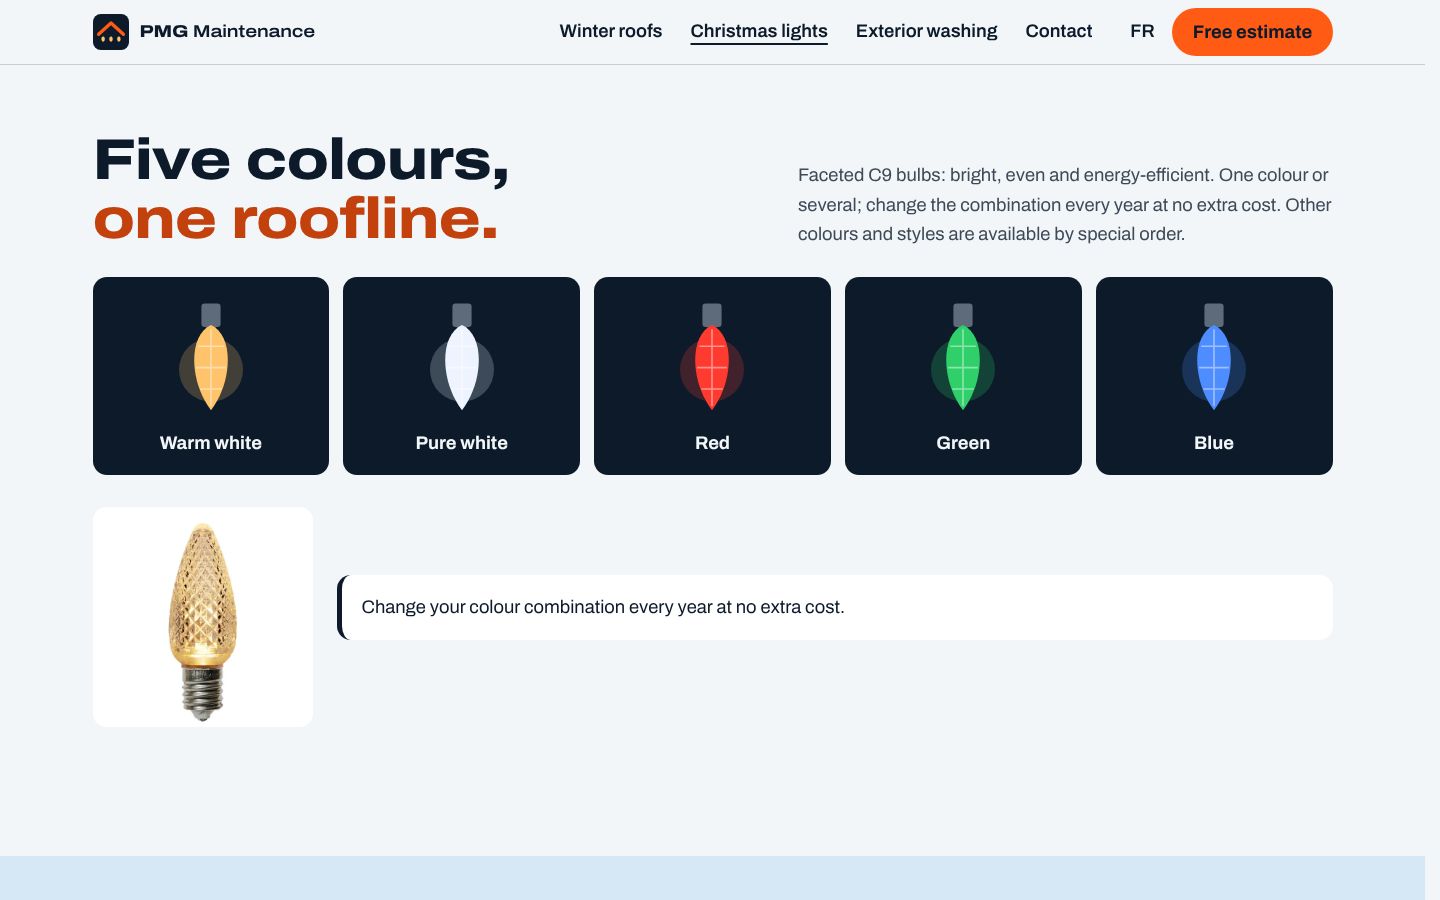 PMG Maintenance
Winter roofs
Christmas lights
Exterior washing
Contact
FR
Free estimate
Five colours,
one roofline.
Faceted C9 bulbs: bright, even and energy-efficient. One colour or
several; change the combination every year at no extra cost. Other
colours and styles are available by special order.
Warm white
Pure white
Red
Green
Blue
Change your colour combination every year at no extra cost.